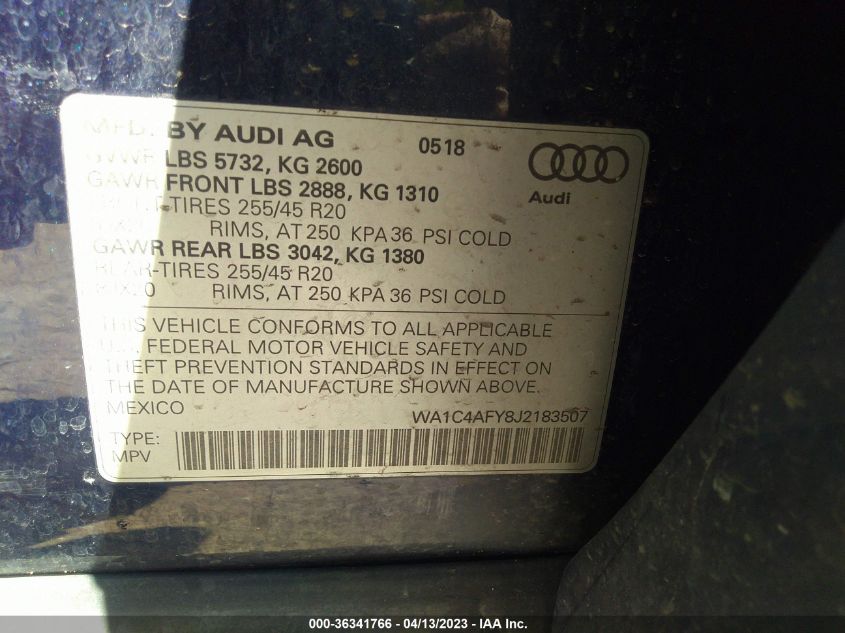 MFD. BY AUDI AG 0518
GVWR LBS 5732, KG 2600
Audi
GAWR FRONT LBS 2888, KG 1310
TIRES 255/45 R20
RIMS, AT 250 KPA 36 PSI COLD
GAWR REAR LBS 3042, KG 1380
REAR-TIRES 255/45 R20
RIMS, AT 250 KPA 36 PSI COLD
THIS VEHICLE CONFORMS TO ALL APPLICABLE
U.S. FEDERAL MOTOR VEHICLE SAFETY AND
THEFT PREVENTION STANDARDS IN EFFECT ON
THE DATE OF MANUFACTURE SHOWN ABOVE.
MEXICO WA1C4AFY8J2183507
TYPE:
MPV
000-36341766 - 04/13/2023 - IAA Inc.